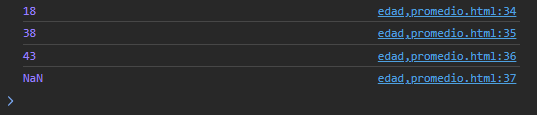 18 edad,promedio.html:34
38 edad,promedio.html:35
43 edad,promedio.html:36
NaN edad,promedio.html:37
>